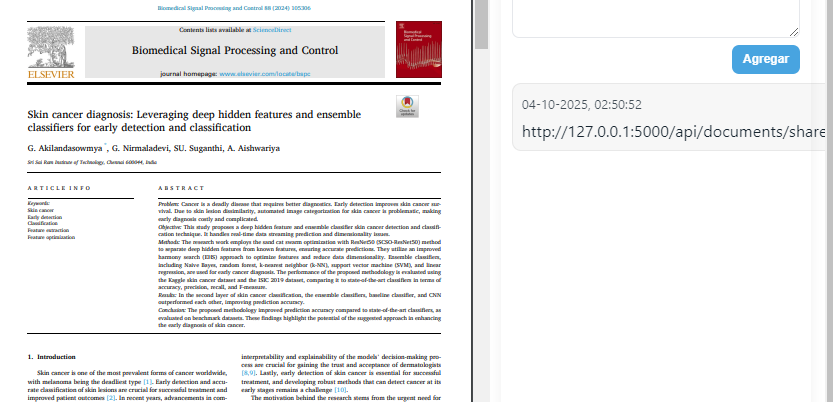 Biomedical Signal Processing and Control 88 (2024) 105306
Contents lists available at ScienceDirect
Biomedical Signal Processing and Control
journal homepage: www.elsevier.com/locate/bspc
ELSEVIER
Biomedical Signal Processing and Control
Check for updates
Skin cancer diagnosis: Leveraging deep hidden features and ensemble
classifiers for early detection and classification
G. Akilandasowmya *, G. Nirmaladevi, SU. Suganthi, A. Aishwariya
Sri Sai Ram Institute of Technology, Chennai 600044, India
ARTICLE INFO
Keywords:
Skin cancer
Early detection
Classification
Feature extraction
Feature optimization
ABSTRACT
Problem: Cancer is a deadly disease that requires better diagnostics. Early detection improves skin cancer sur-
vival. Due to skin lesion dissimilarity, automated image categorization for skin cancer is problematic, making
early diagnosis costly and complicated.
Objective: This study proposes a deep hidden feature and ensemble classifier skin cancer detection and classifi-
cation technique. It handles real-time data streaming prediction and dimensionality issues.
Methods: The research work employs the sand cat swarm optimization with ResNet50 (SCSO-ResNet50) method
to separate deep hidden features from known features, ensuring accurate predictions. They utilize an improved
harmony search (EHS) approach to optimize features and reduce data dimensionality. Ensemble classifiers,
including Naive Bayes, random forest, k-nearest neighbor (k-NN), support vector machine (SVM), and linear
regression, are used for early cancer diagnosis. The performance of the proposed methodology is evaluated using
the Kaggle skin cancer dataset and the ISIC 2019 dataset, comparing it to state-of-the-art classifiers in terms of
accuracy, precision, recall, and F-measure.
Results: In the second layer of skin cancer classification, the ensemble classifiers, baseline classifier, and CNN
outperformed each other, improving prediction accuracy.
Conclusion: The proposed methodology improved prediction accuracy compared to state-of-the-art classifiers, as
evaluated on benchmark datasets. These findings highlight the potential of the suggested approach in enhancing
the early diagnosis of skin cancer.
1. Introduction
Skin cancer is one of the most prevalent forms of cancer worldwide,
with melanoma being the deadliest type [1]. Early detection and accu-
rate classification of skin lesions are crucial for successful treatment and
improved patient outcomes [2]. In recent years, advancements in com-
interpretability and explainability of the models' decision-making pro-
cess are crucial for gaining the trust and acceptance of dermatologists
[8,9]. Lastly, early detection of skin cancer is essential for successful
treatment, and developing robust methods that can detect cancer at its
early stages remain a challenge [10].
The motivation behind the research stems from the urgent need for
Agregar
04-10-2025, 02:50:52
http://127.0.0.1:5000/api/documents/share